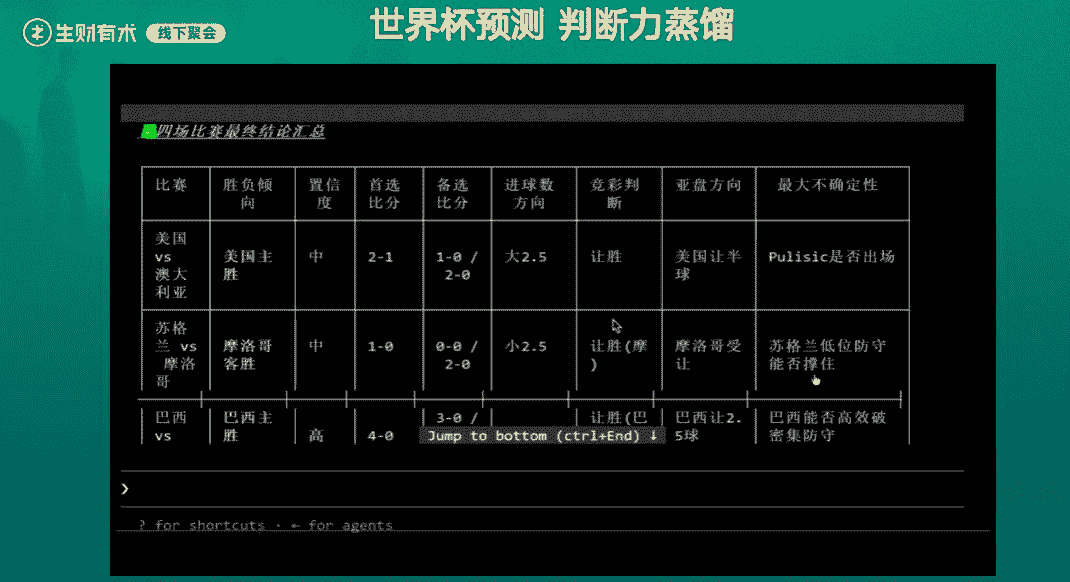 生财有术 线下聚会
世界杯预测 判断力蒸馏
四场比赛最终结论汇总
比赛 胜负倾向 置信度 首选比分 备选比分 进球数方向 竞彩判断 亚盘方向 最大不确定性
美国 vs 澳大利亚 美国主胜 中 2-1 1-0 / 2-0 大2.5 让胜 美国让半球 Pulisic是否出场
苏格兰 vs 摩洛哥 摩洛哥客胜 中 1-0 0-0 / 2-0 小2.5 让胜(摩) 摩洛哥受让 苏格兰低位防守能否撑住
巴西 vs 巴西主胜 高 4-0 3-0 / 让胜(巴 巴西让2.5球 巴西能否高效破密集防守
Jump to bottom (ctrl+End) ↓
❯
? for shortcuts · ← for agents